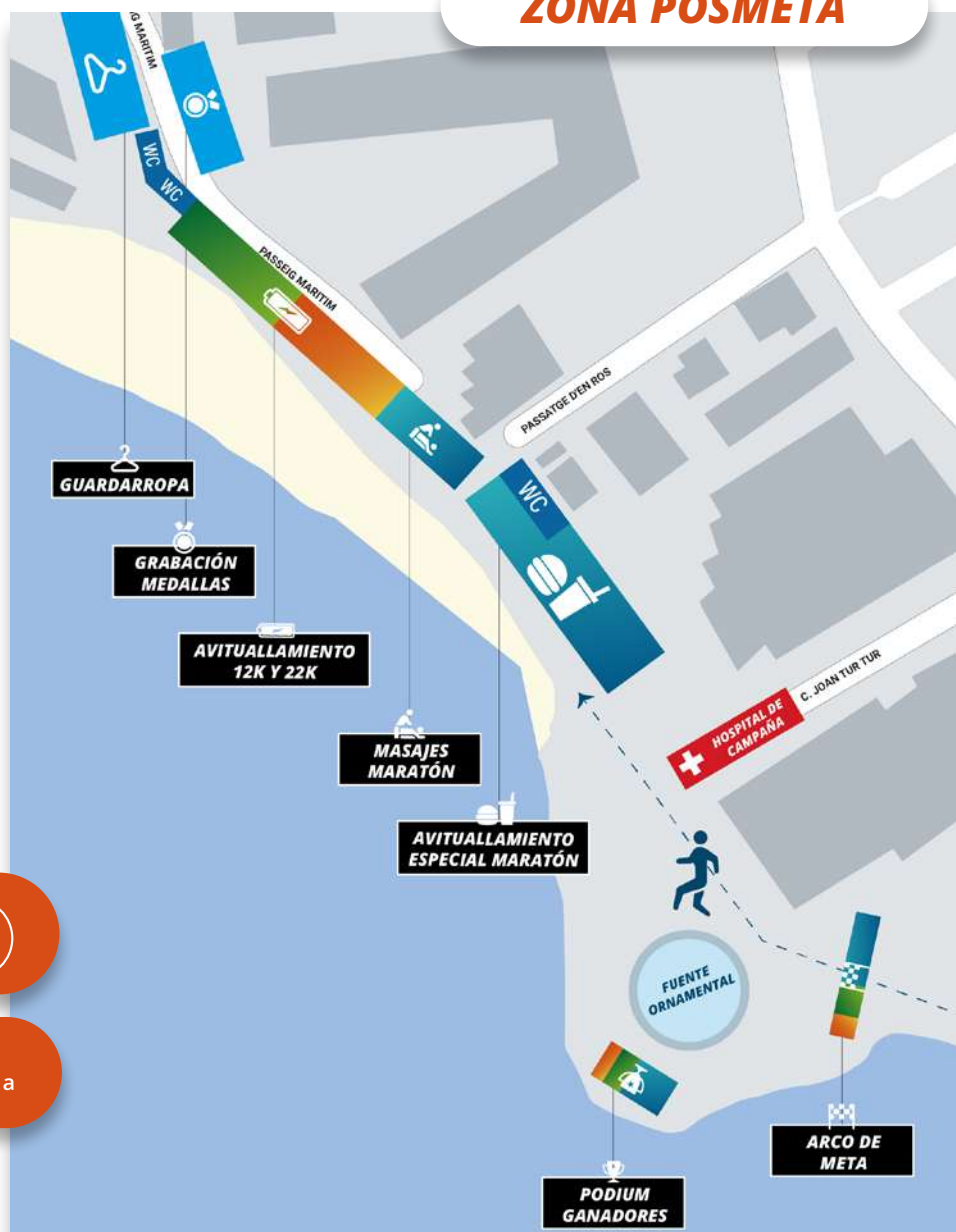 ZONA POSMETA
G MARITIM
WC
WC
PASSEIG MARITIM
PASSATGE D'EN ROS
WC
GUARDARROPA
GRABACIÓN
MEDALLAS
AVITUALLAMIENTO
12K Y 22K
C. JOAN TUR TUR
HOSPITAL DE
CAMPAÑA
MASAJES
MARATÓN
AVITUALLAMIENTO
ESPECIAL MARATÓN
FUENTE
ORNAMENTAL
a
ARCO DE
META
PODIUM
GANADORES